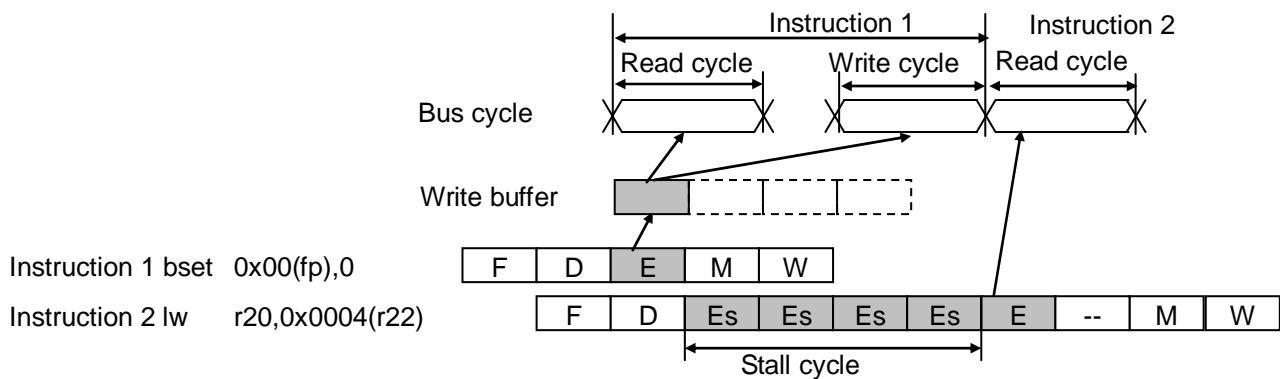 Instruction 1 Instruction 2
Read cycle Write cycle Read cycle
Bus cycle
Write buffer
Instruction 1 bset 0x00(fp),0 F D E M W
Instruction 2 lw r20,0x0004(r22) F D Es Es Es Es E -- M W
Stall cycle